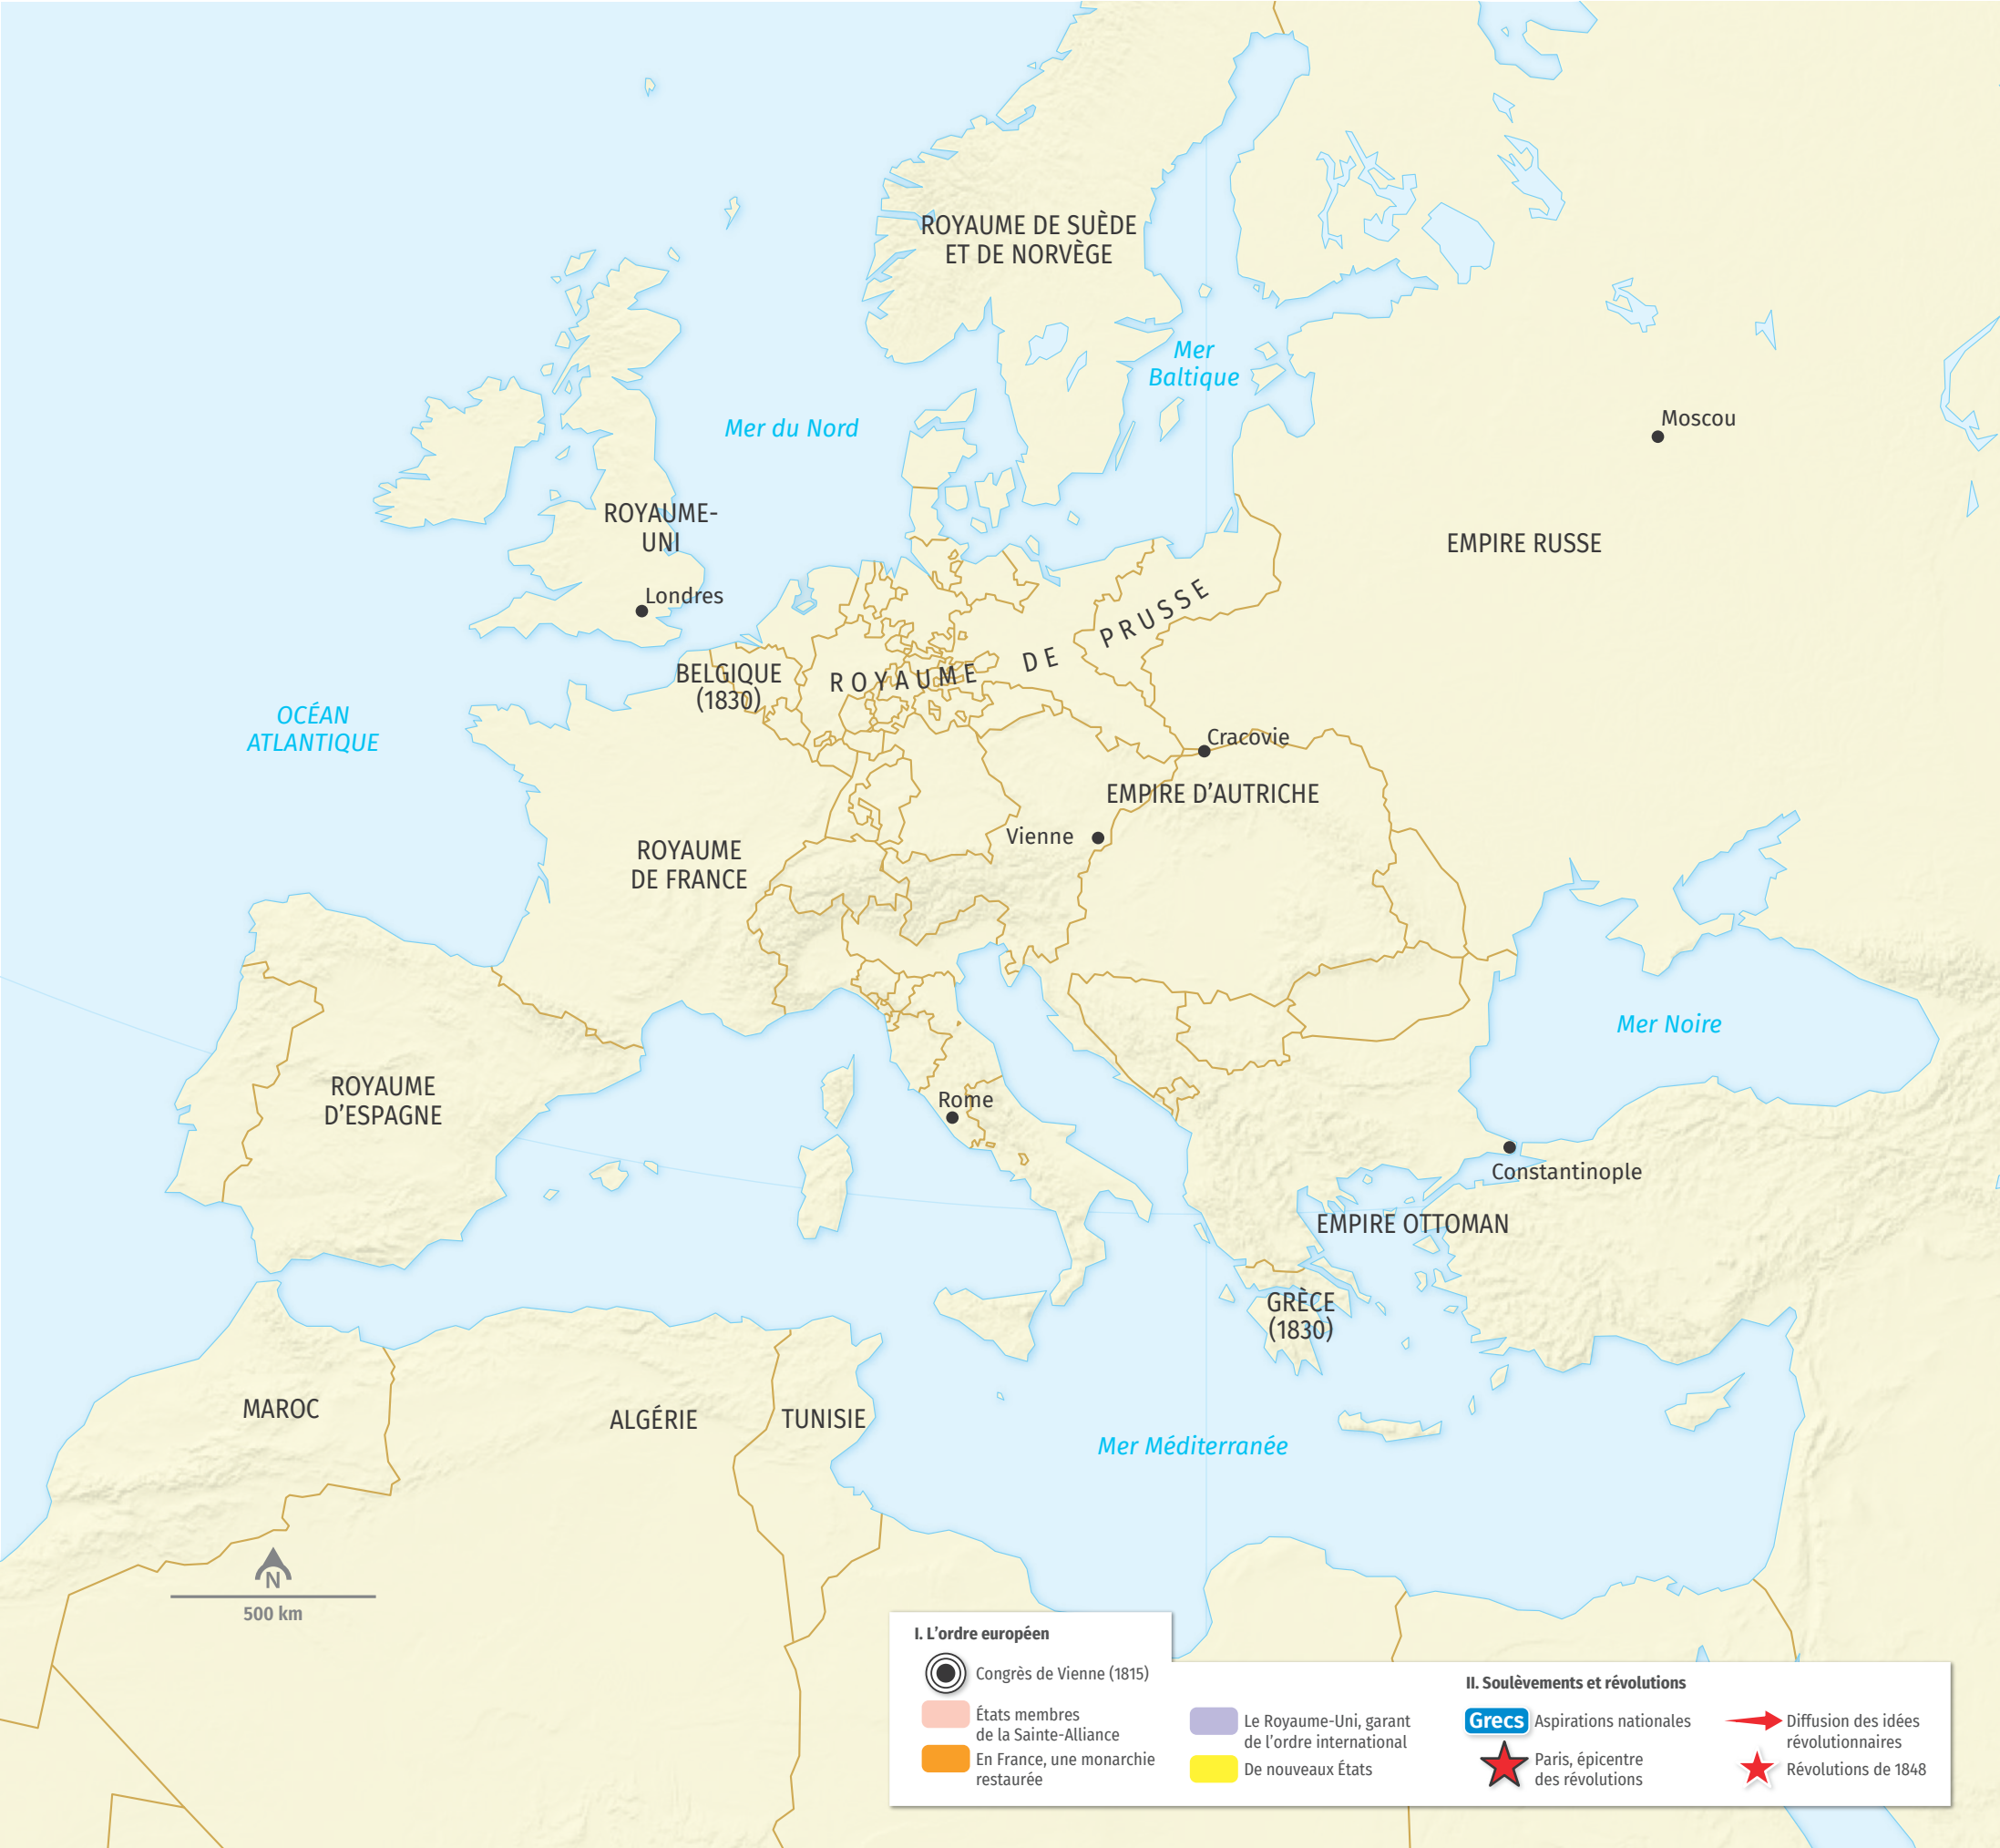 ROYAUME DE SUÈDE
ET DE NORVÈGE
Mer
Baltique
Mer du Nord
Moscou
ROYAUME-
UNI
EMPIRE RUSSE
Londres
BELGIQUE
(1830)
ROYAUME DE PRUSSE
OCÉAN
ATLANTIQUE
Cracovie
EMPIRE D'AUTRICHE
Vienne
ROYAUME
DE FRANCE
Mer Noire
ROYAUME
D'ESPAGNE
Rome
Constantinople
EMPIRE OTTOMAN
GRÈCE
(1830)
MAROC
ALGÉRIE
TUNISIE
Mer Méditerranée
N
500 km
I. L'ordre européen
Congrès de Vienne (1815)
États membres
de la Sainte-Alliance
En France, une monarchie
restaurée
Le Royaume-Uni, garant
de l'ordre international
De nouveaux États
II. Soulèvements et révolutions
Grecs Aspirations nationales
Paris, épicentre
des révolutions
Diffusion des idées
révolutionnaires
Révolutions de 1848